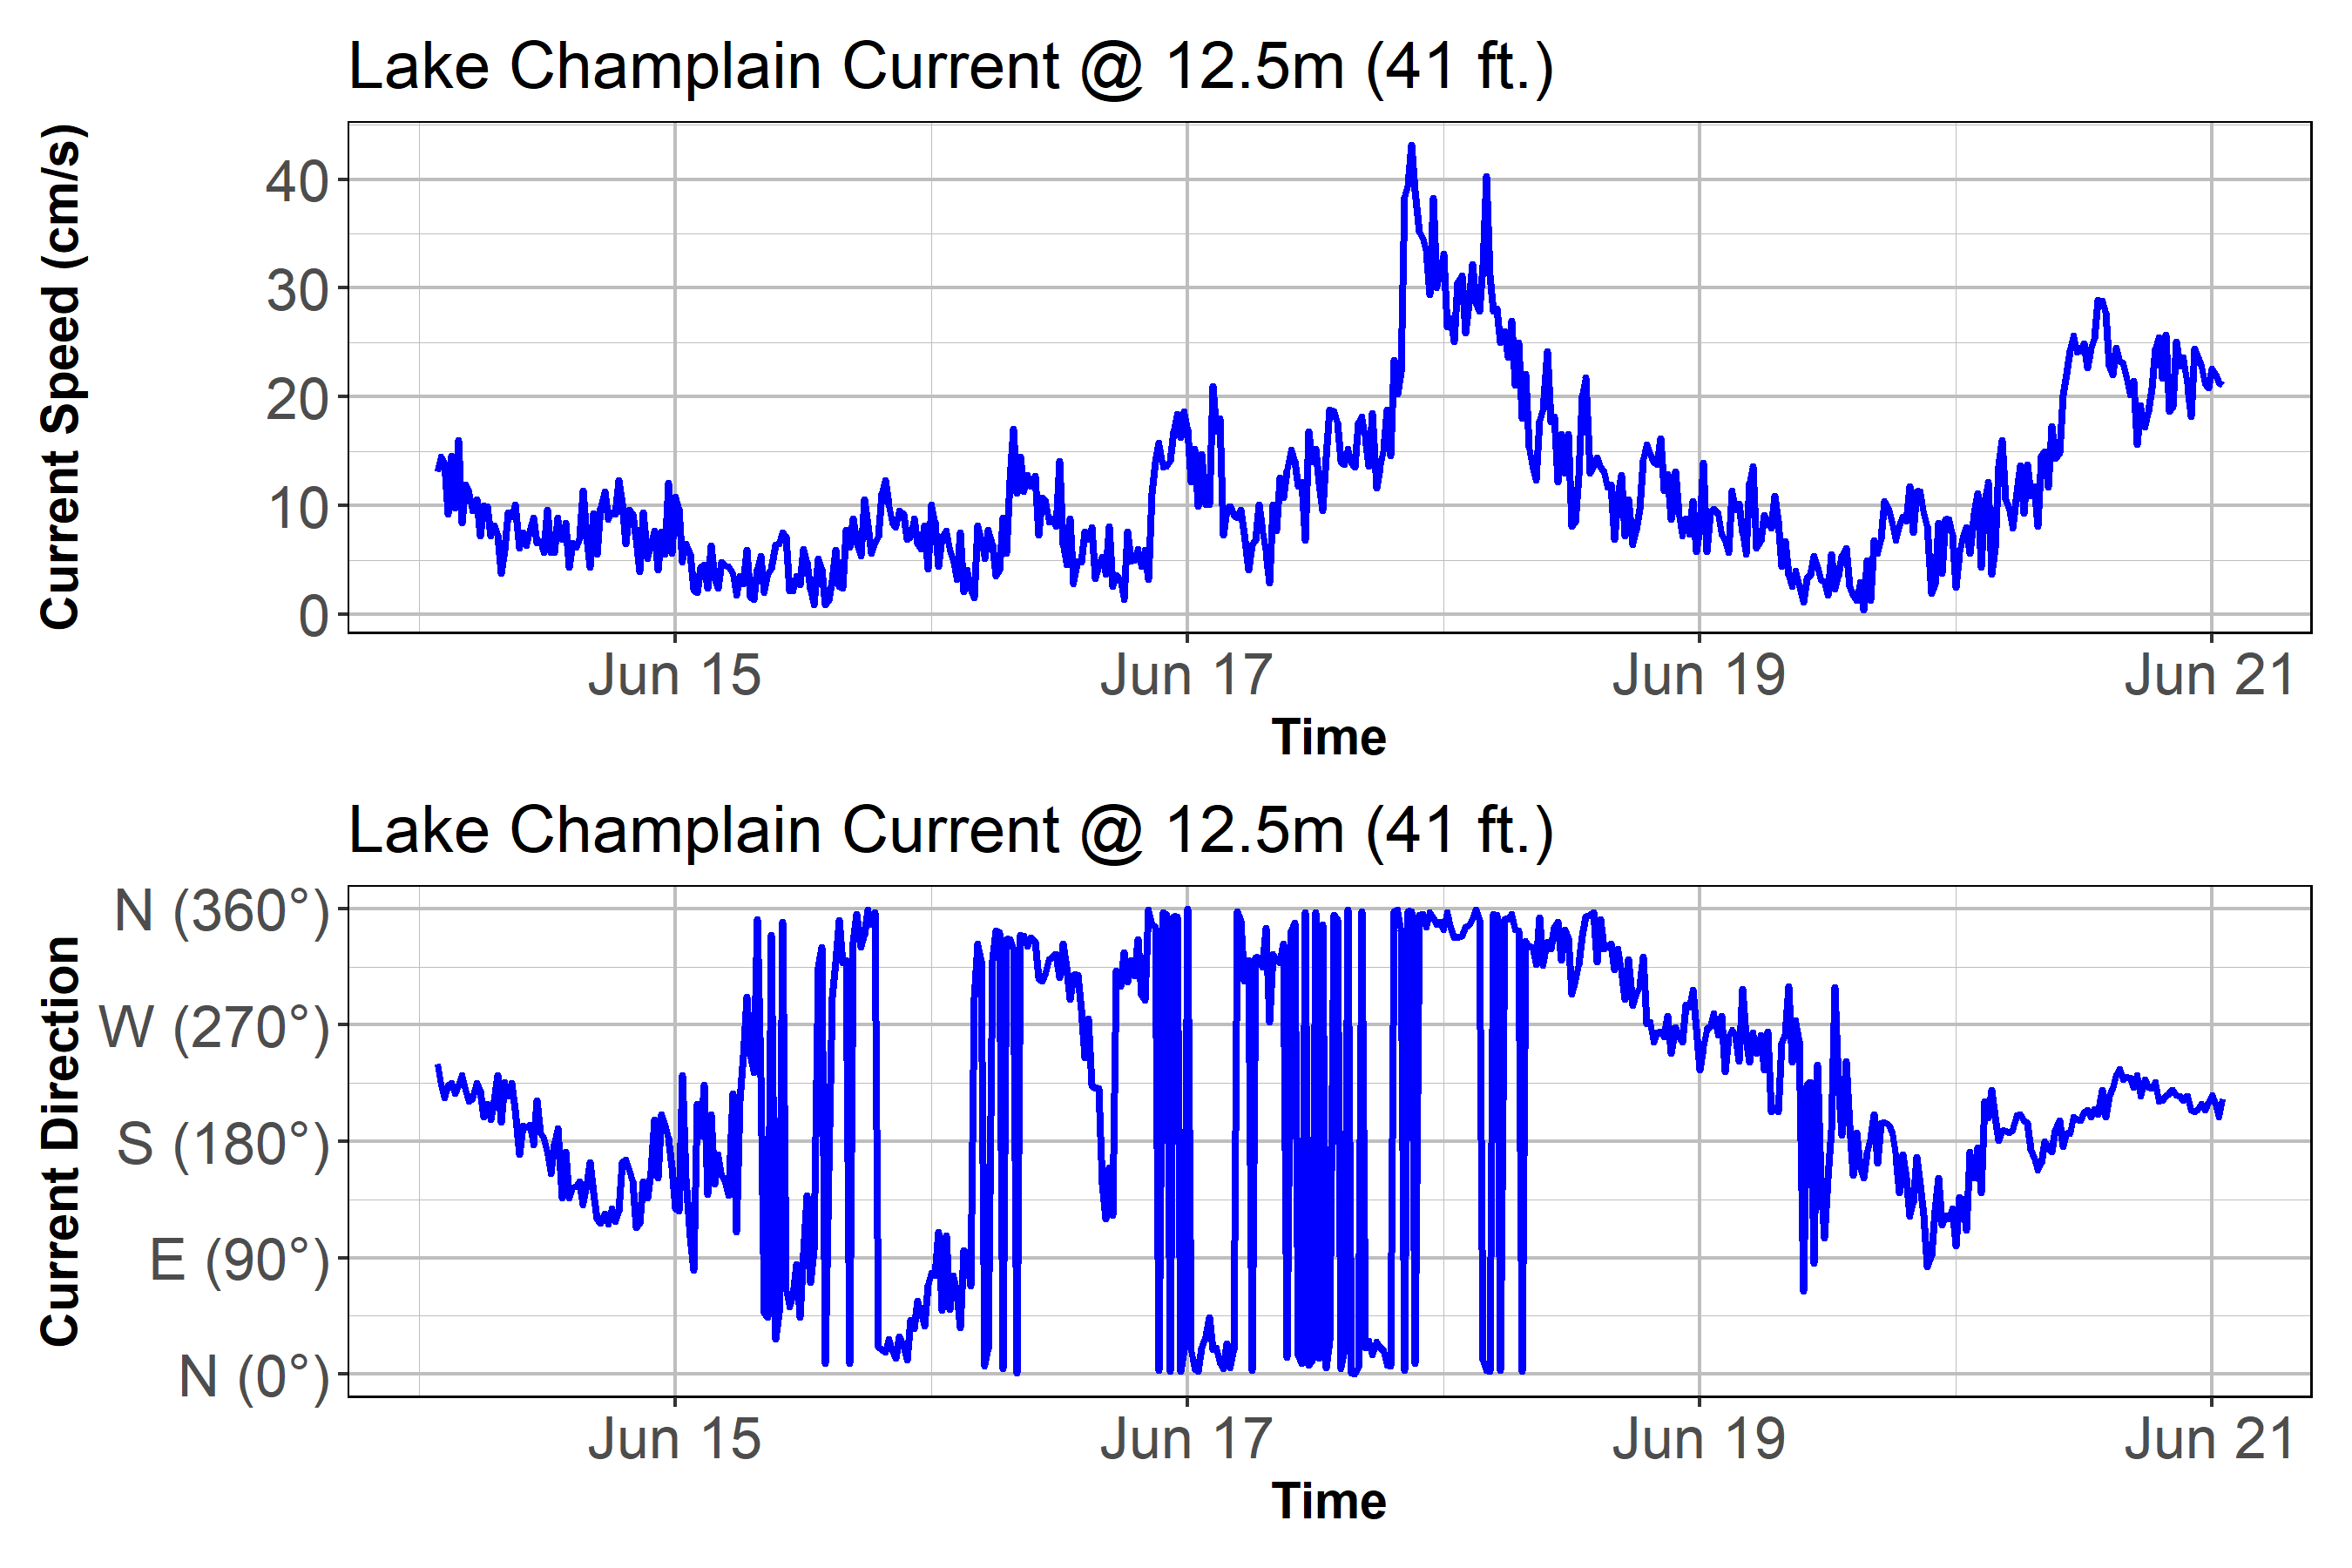 Lake Champlain Current @ 12.5m (41 ft.)
Current Speed (cm/s)
40
30
20
10
0
Jun 15 Jun 17 Jun 19 Jun 21
Time
Lake Champlain Current @ 12.5m (41 ft.)
Current Direction
N (360°)
W (270°)
S (180°)
E (90°)
N (0°)
Jun 15 Jun 17 Jun 19 Jun 21
Time